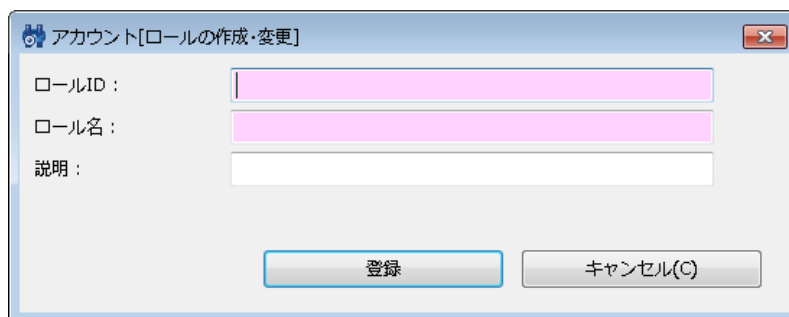 アカウント[ロールの作成・変更]
ロールID：
ロール名：
説明：
登録
キャンセル(C)